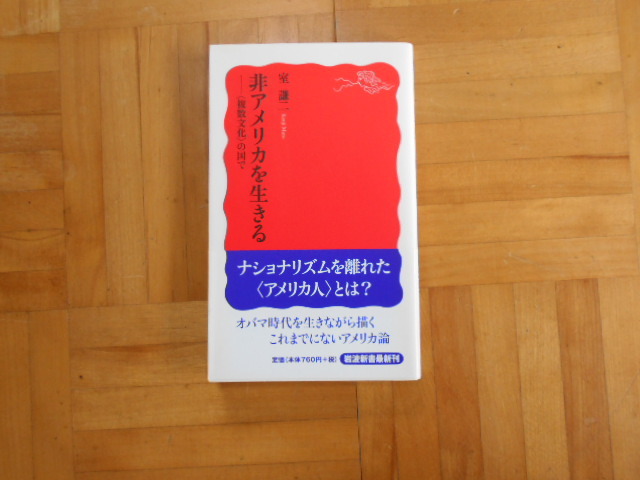 室 謙二
非アメリカを生きる
──〈複数文化〉の国で
ナショナリズムを離れた
〈アメリカ人〉とは?
オバマ時代を生きながら描く
これまでにないアメリカ論
定価(本体760円+税)
岩波新書最新刊